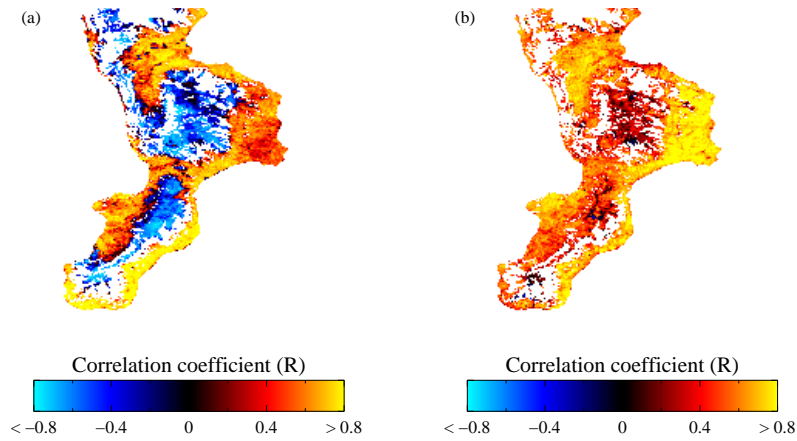 (a)
(b)
Correlation coefficient (R)
< −0.8 −0.4 0 0.4 > 0.8
Correlation coefficient (R)
< −0.8 −0.4 0 0.4 > 0.8